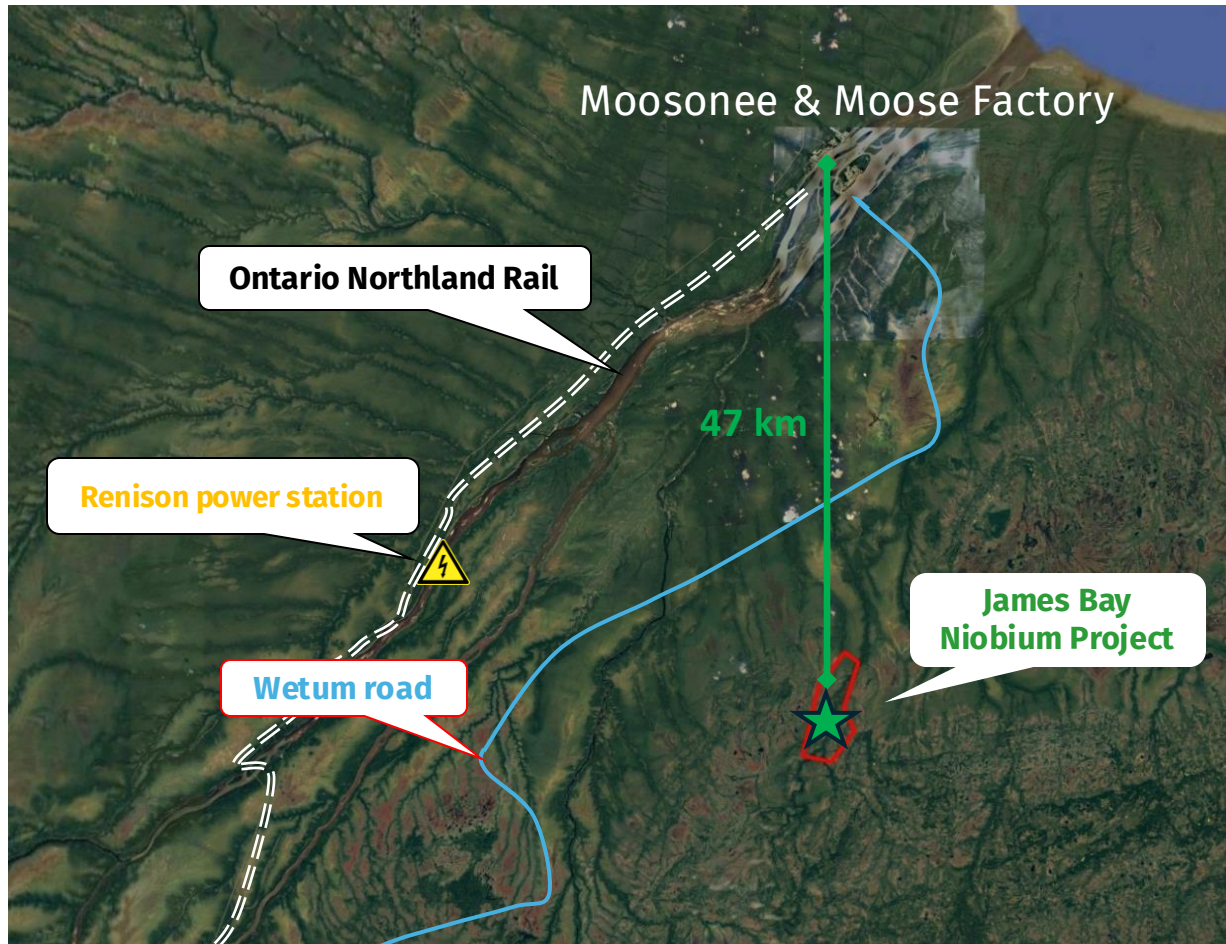 Moosonee & Moose Factory
Ontario Northland Rail
47 km
Renison power station
James Bay
Niobium Project
Wetum road